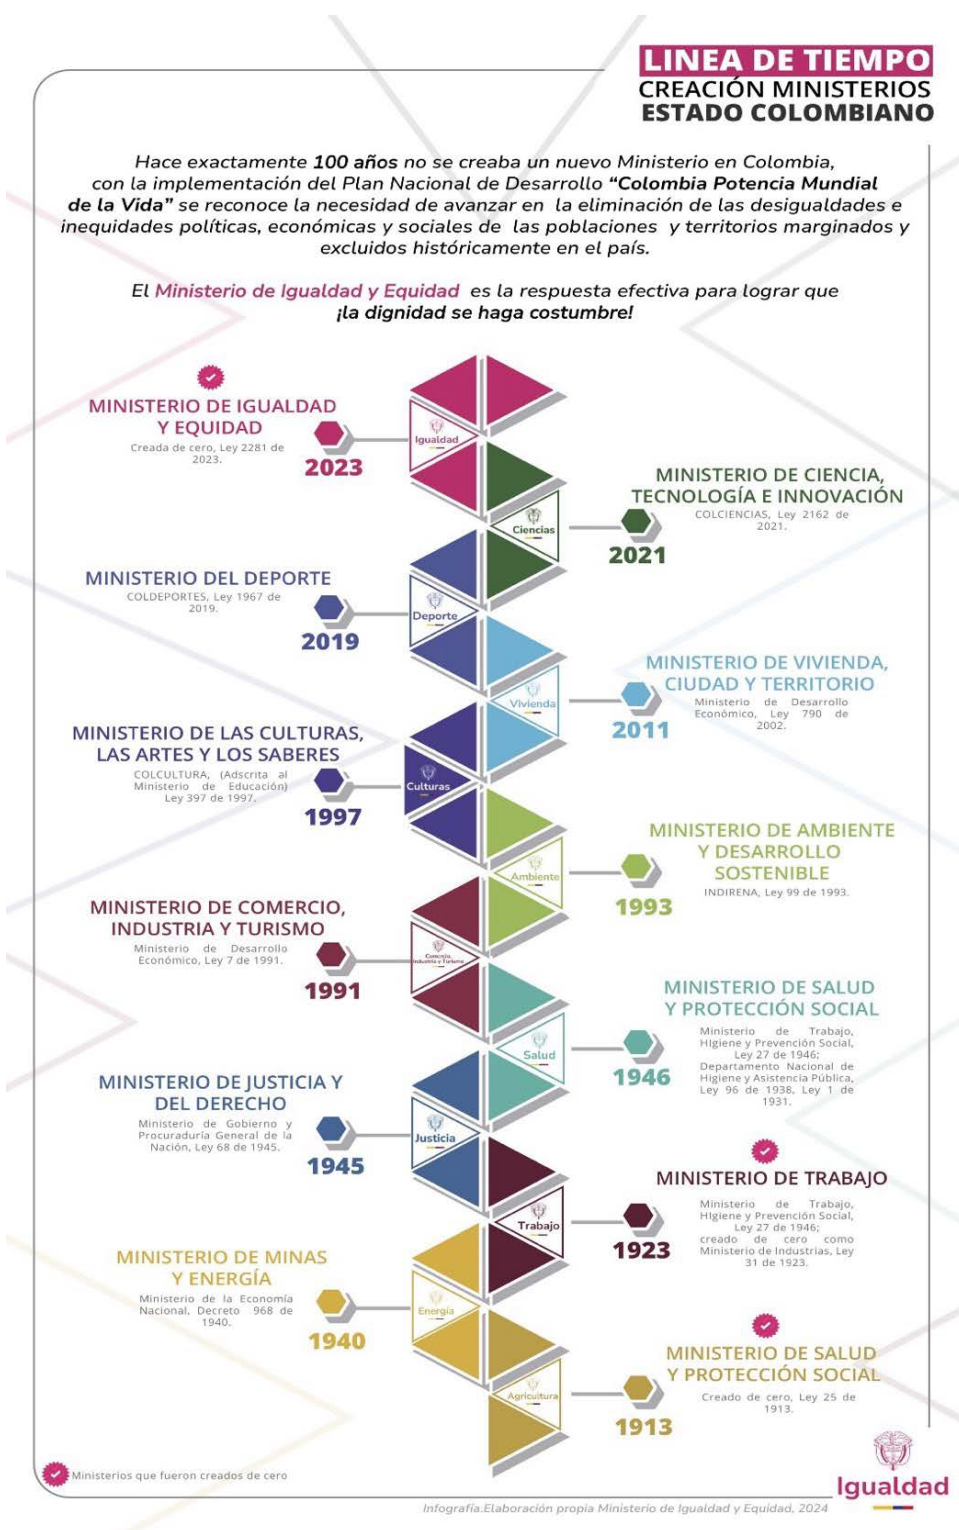 LINEA DE TIEMPO
CREACIÓN MINISTERIOS
ESTADO COLOMBIANO
Hace exactamente 100 años no se creaba un nuevo Ministerio en Colombia,
con la implementación del Plan Nacional de Desarrollo “Colombia Potencia Mundial
de la Vida” se reconoce la necesidad de avanzar en la eliminación de las desigualdades e
inequidades políticas, económicas y sociales de las poblaciones y territorios marginados y
excluidos históricamente en el país.
El Ministerio de Igualdad y Equidad es la respuesta efectiva para lograr que
¡la dignidad se haga costumbre!
MINISTERIO DE IGUALDAD
Y EQUIDAD
Creada de cero, Ley 2281 de
2023.
2023
Igualdad
MINISTERIO DE CIENCIA,
TECNOLOGÍA E INNOVACIÓN
COLCIENCIAS, Ley 2162 de
2021.
2021
Ciencias
MINISTERIO DEL DEPORTE
COLDEPORTES, Ley 1967 de
2019.
2019
Deporte
MINISTERIO DE VIVIENDA,
CIUDAD Y TERRITORIO
Ministerio de Desarrollo
Económico, Ley 790 de
2002.
2011
Vivienda
MINISTERIO DE LAS CULTURAS,
LAS ARTES Y LOS SABERES
COLCULTURA, (Adscrita al
Ministerio de Educación)
Ley 397 de 1997.
1997
Culturas
MINISTERIO DE AMBIENTE
Y DESARROLLO
SOSTENIBLE
INDIRENA, Ley 99 de 1993.
1993
Ambiente
MINISTERIO DE COMERCIO,
INDUSTRIA Y TURISMO
Ministerio de Desarrollo
Económico, Ley 7 de 1991.
1991
Comercio,
Industria y Turismo
MINISTERIO DE SALUD
Y PROTECCIÓN SOCIAL
Ministerio de Trabajo,
HIgiene y Prevención Social,
Ley 27 de 1946;
Departamento Nacional de
Higiene y Asistencia Pública,
Ley 96 de 1938, Ley 1 de
1931.
1946
Salud
MINISTERIO DE JUSTICIA Y
DEL DERECHO
Ministerio de Gobierno y
Procuraduría General de la
Nación, Ley 68 de 1945.
1945
Justicia
MINISTERIO DE TRABAJO
Ministerio de Trabajo,
HIgiene y Prevención Social,
Ley 27 de 1946;
creado de cero como
Ministerio de Industrias, Ley
31 de 1923.
1923
Trabajo
MINISTERIO DE MINAS
Y ENERGÍA
Ministerio de la Economía
Nacional, Decreto 968 de
1940.
1940
Energía
MINISTERIO DE SALUD
Y PROTECCIÓN SOCIAL
Creado de cero, Ley 25 de
1913.
1913
Agricultura
Ministerios que fueron creados de cero
Igualdad
Infografía.Elaboración propia Ministerio de Igualdad y Equidad, 2024